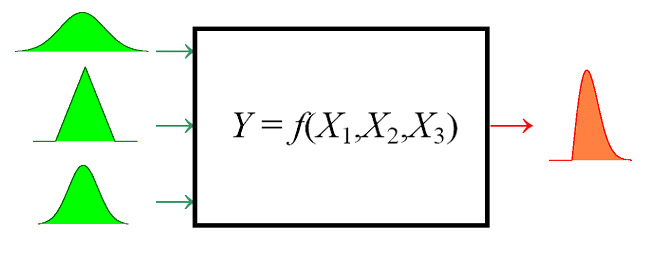 Y = f(X₁,X₂,X₃)